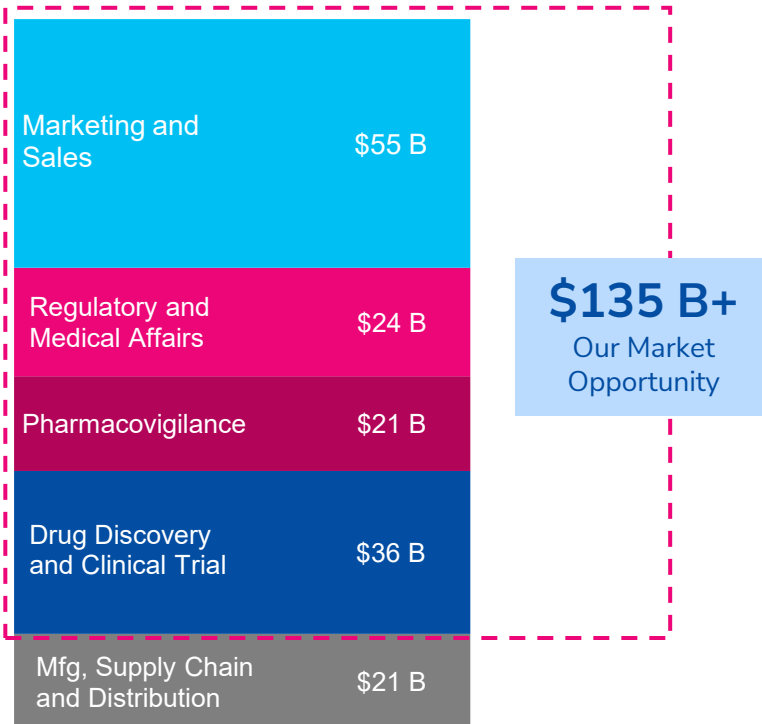 Marketing and
Sales
$55 B
Regulatory and
Medical Affairs
$24 B
$135 B+
Our Market
Opportunity
Pharmacovigilance
$21 B
Drug Discovery
and Clinical Trial
$36 B
Mfg, Supply Chain
and Distribution
$21 B